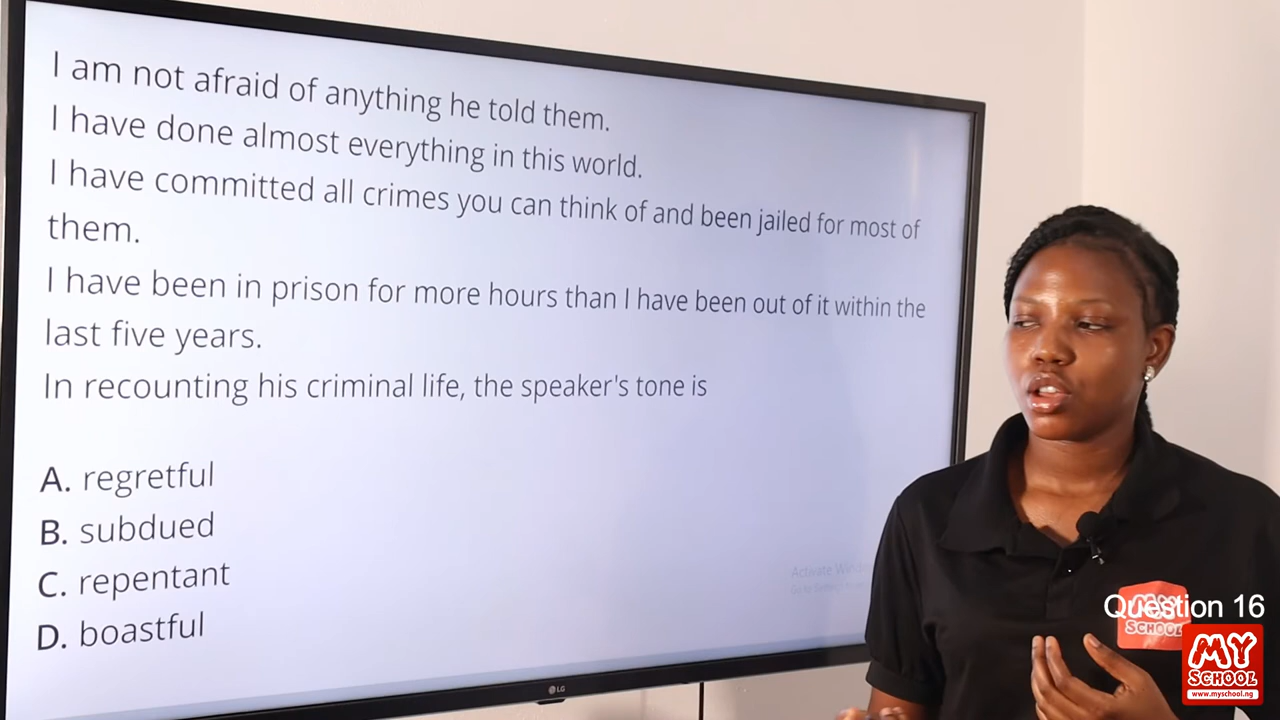 I am not afraid of anything he told them.
I have done almost everything in this world.
I have committed all crimes you can think of and been jailed for most of
them.
I have been in prison for more hours than I have been out of it within the
last five years.
In recounting his criminal life, the speaker's tone is
A. regretful
B. subdued
C. repentant
D. boastful
LG
Question 16
MY
SCHOOL
MY
SCHOOL
www.myschool.ng